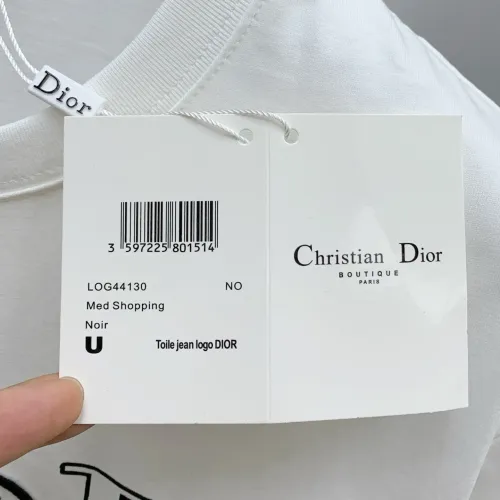 Dior
3 597225 801514
LOG44130 NO
Med Shopping
Noir
U Toile jean logo DIOR
Christian Dior
BOUTIQUE
PARIS